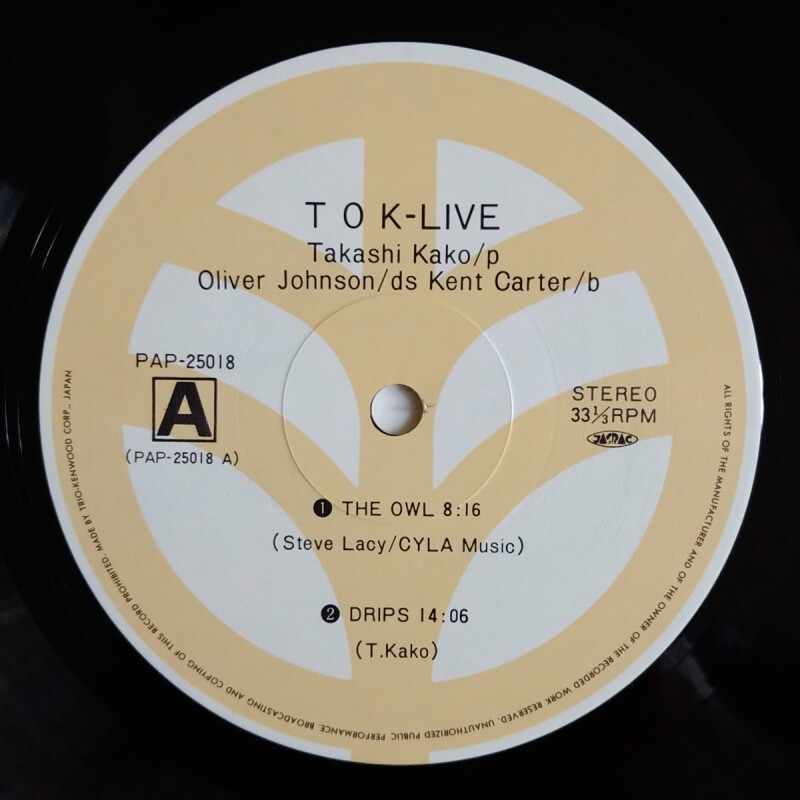 T O K-LIVE
Takashi Kako/p
Oliver Johnson/ds Kent Carter/b
PAP-25018
A
(PAP-25018 A)
STEREO
33⅓RPM
JASRAC
❶ THE OWL 8:16
(Steve Lacy/CYLA Music)
❷ DRIPS 14:06
(T.Kako)
ALL RIGHTS OF THE MANUFACTURER AND OF THE OWNER OF THE RECORDED WORK RESERVED. UNAUTHORIZED PUBLIC PERFORMANCE, BROADCASTING AND COPYING OF THIS RECORD PROHIBITED. MADE BY TRIO-KENWOOD CORP., JAPAN